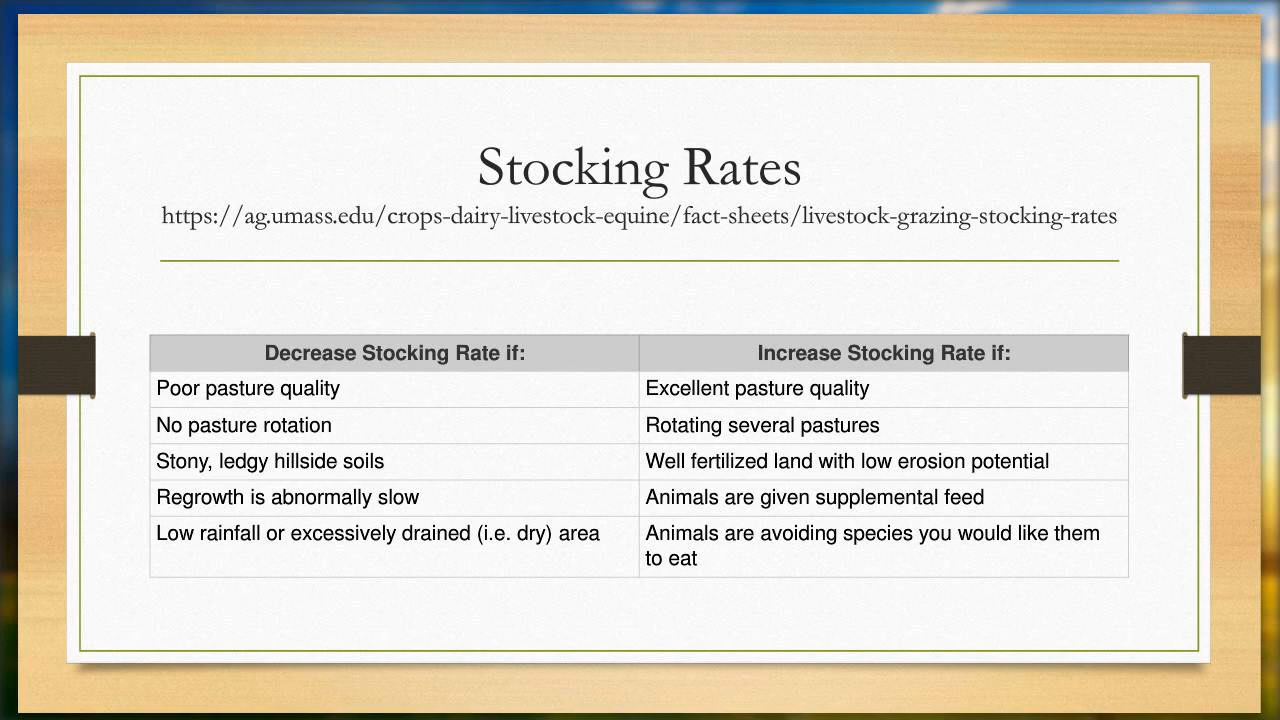 Stocking Rates
https://ag.umass.edu/crops-dairy-livestock-equine/fact-sheets/livestock-grazing-stocking-rates
Decrease Stocking Rate if: Increase Stocking Rate if:
Poor pasture quality Excellent pasture quality
No pasture rotation Rotating several pastures
Stony, ledgy hillside soils Well fertilized land with low erosion potential
Regrowth is abnormally slow Animals are given supplemental feed
Low rainfall or excessively drained (i.e. dry) area Animals are avoiding species you would like them
to eat